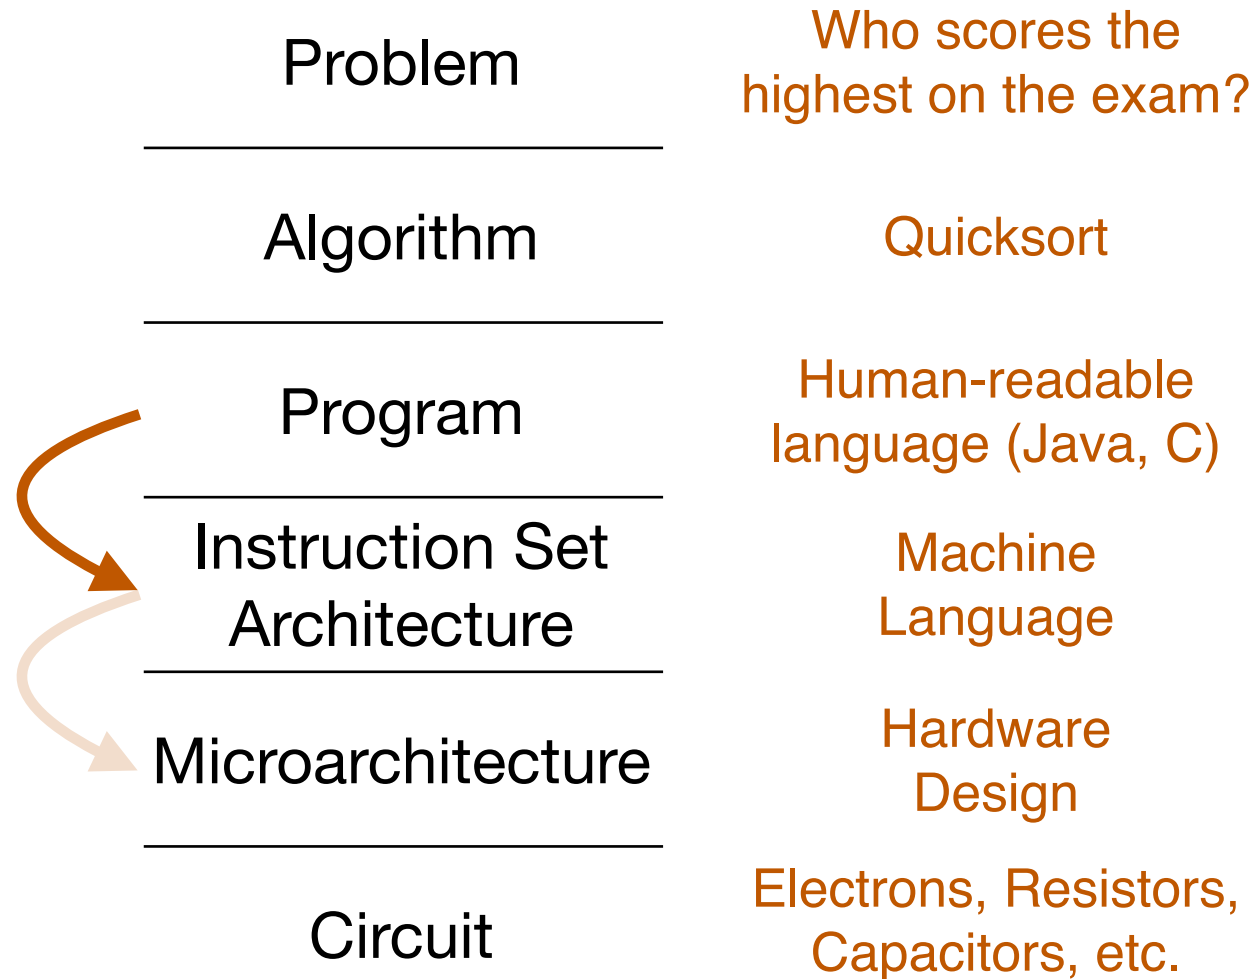 Problem
Who scores the
highest on the exam?
Algorithm
Quicksort
Program
Human-readable
language (Java, C)
Instruction Set
Architecture
Machine
Language
Microarchitecture
Hardware
Design
Circuit
Electrons, Resistors,
Capacitors, etc.